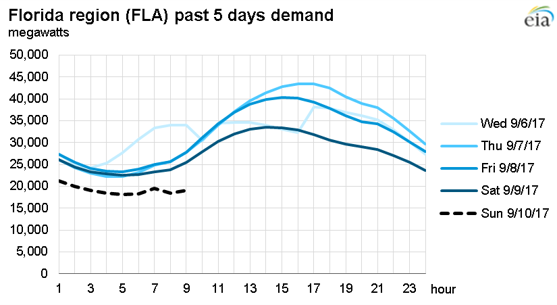 Florida region (FLA) past 5 days demand
megawatts
eia
50,000
45,000
40,000
35,000
30,000
25,000
20,000
15,000
10,000
5,000
0
1 3 5 7 9 11 13 15 17 19 21 23 hour
Wed 9/6/17
Thu 9/7/17
Fri 9/8/17
Sat 9/9/17
Sun 9/10/17